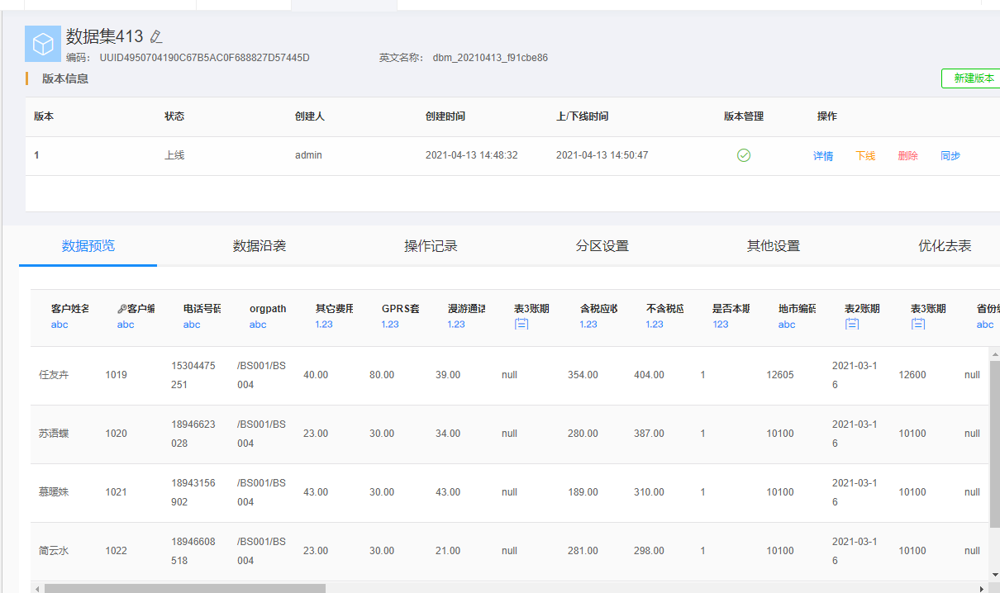 数据集413
编码： UUID4950704190C67B5AC0F688827D57445D 英文名称： dbm_20210413_f91cbe86
版本信息 新建版本
版本 状态 创建人 创建时间 上/下线时间 版本管理 操作
1 上线 admin 2021-04-13 14:48:32 2021-04-13 14:50:47 详情 下线 删除 同步
数据预览 数据沿袭 操作记录 分区设置 其他设置 优化去表
客户姓名 客户编 电话号码 orgpath 其它费用 GPRS套 漫游通话 表3账期 含税应收 不含税应 是否本期 地市编码 表2账期 表3账期 省份编
abc abc abc abc 1.23 1.23 1.23 1.23 1.23 123 abc abc
任友卉 1019 15304475251 /BS001/BS004 40.00 80.00 39.00 null 354.00 404.00 1 12605 2021-03-16 12600 null
苏语蝶 1020 18946623028 /BS001/BS004 23.00 30.00 34.00 null 280.00 387.00 1 10100 2021-03-16 10100 null
慕暖姝 1021 18943156902 /BS001/BS004 43.00 30.00 43.00 null 189.00 310.00 1 10100 2021-03-16 10100 null
简云水 1022 18946608518 /BS001/BS004 23.00 30.00 21.00 null 281.00 298.00 1 10100 2021-03-16 10100 null